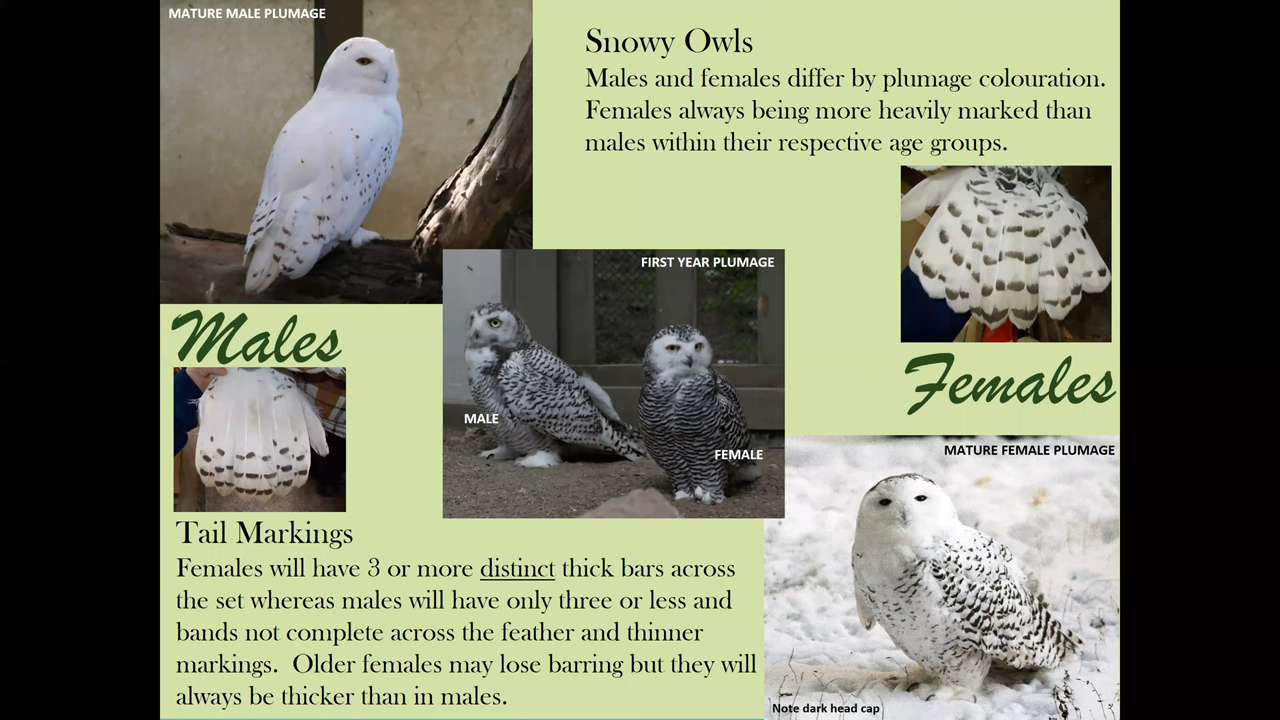 MATURE MALE PLUMAGE
Snowy Owls
Males and females differ by plumage colouration.
Females always being more heavily marked than
males within their respective age groups.
FIRST YEAR PLUMAGE
MALE
FEMALE
Males
Females
Tail Markings
Females will have 3 or more distinct thick bars across
the set whereas males will have only three or less and
bands not complete across the feather and thinner
markings.  Older females may lose barring but they will
always be thicker than in males.
MATURE FEMALE PLUMAGE
Note dark head cap